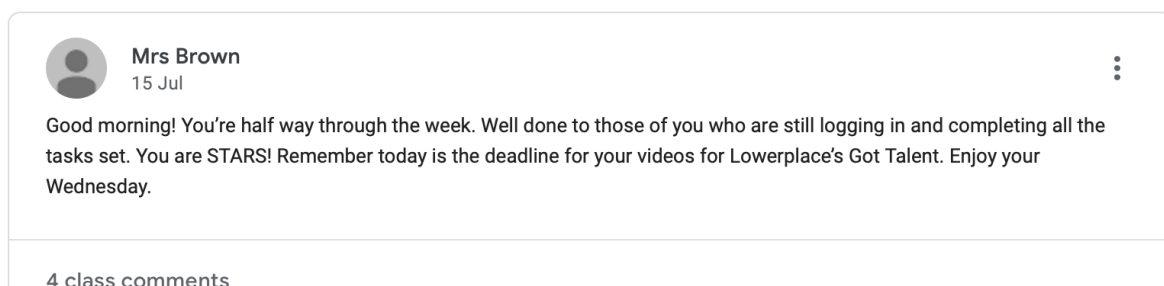 Mrs Brown
15 Jul
Good morning! You’re half way through the week. Well done to those of you who are still logging in and completing all the
tasks set. You are STARS! Remember today is the deadline for your videos for Lowerplace’s Got Talent. Enjoy your
Wednesday.
4 class comments